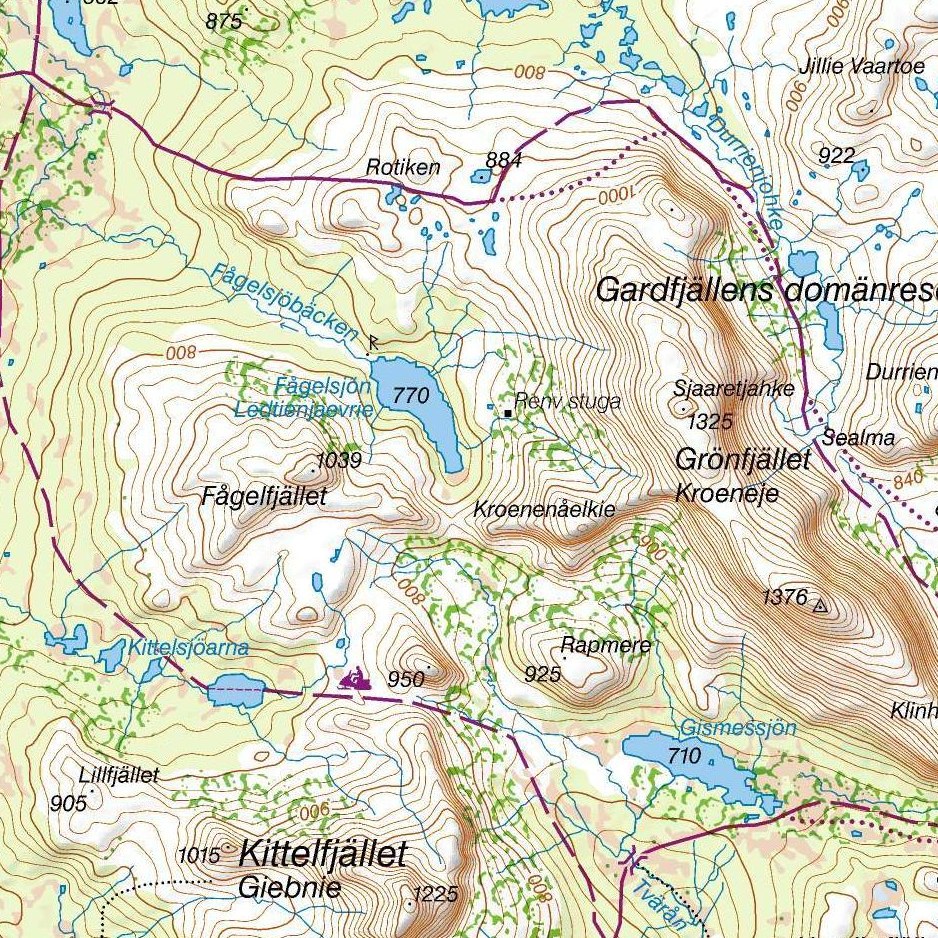 875
800
900
Jillie Vaartoe
900
Durrienjohke
Rotiken
884
922
1000
Fågelsjöbäcken
Gardfjällens domänrese
800
770
Fågelsjön
Ledtienjaevrie
Renv stuga
Sjaaretjahke
1325
Durrien
Sealma
1039
Grönfjället
Kroeneje
840
Fågelfjället
Kroenenåelkie
900
800
1376
Kittelsjöarna
Rapmere
925
950
Klinh
Gismessjön
710
Lillfjället
905
900
1015
Kittelfjället
Giebnie
1225
800
Tvärån